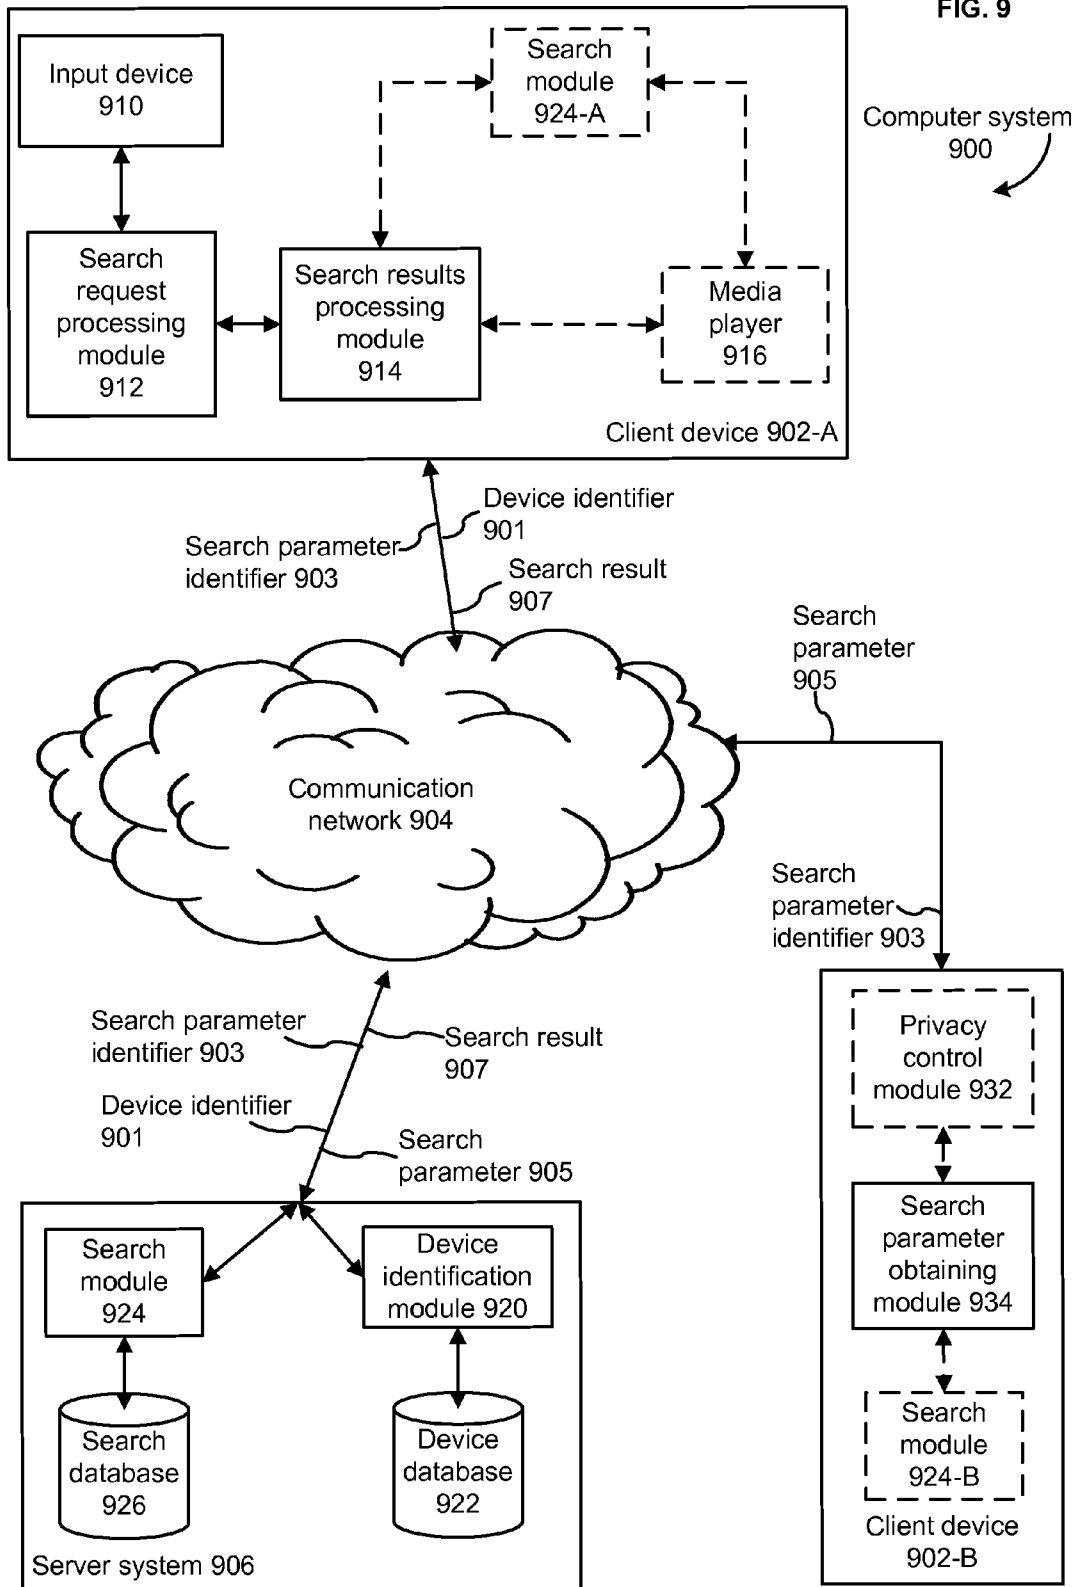 FIG. 9
Input device
910
Search
module
924-A
Computer system
900
Search
request
processing
module
912
Search results
processing
module
914
Media
player
916
Client device 902-A
Device identifier
901
Search parameter
identifier 903
Search result
907
Search
parameter
905
Communication
network 904
Search
parameter
identifier 903
Search parameter
identifier 903
Search result
907
Device identifier
901
Search
parameter 905
Privacy
control
module 932
Search
parameter
obtaining
module 934
Search
module
924-B
Client device
902-B
Search
module
924
Device
identification
module 920
Search
database
926
Device
database
922
Server system 906